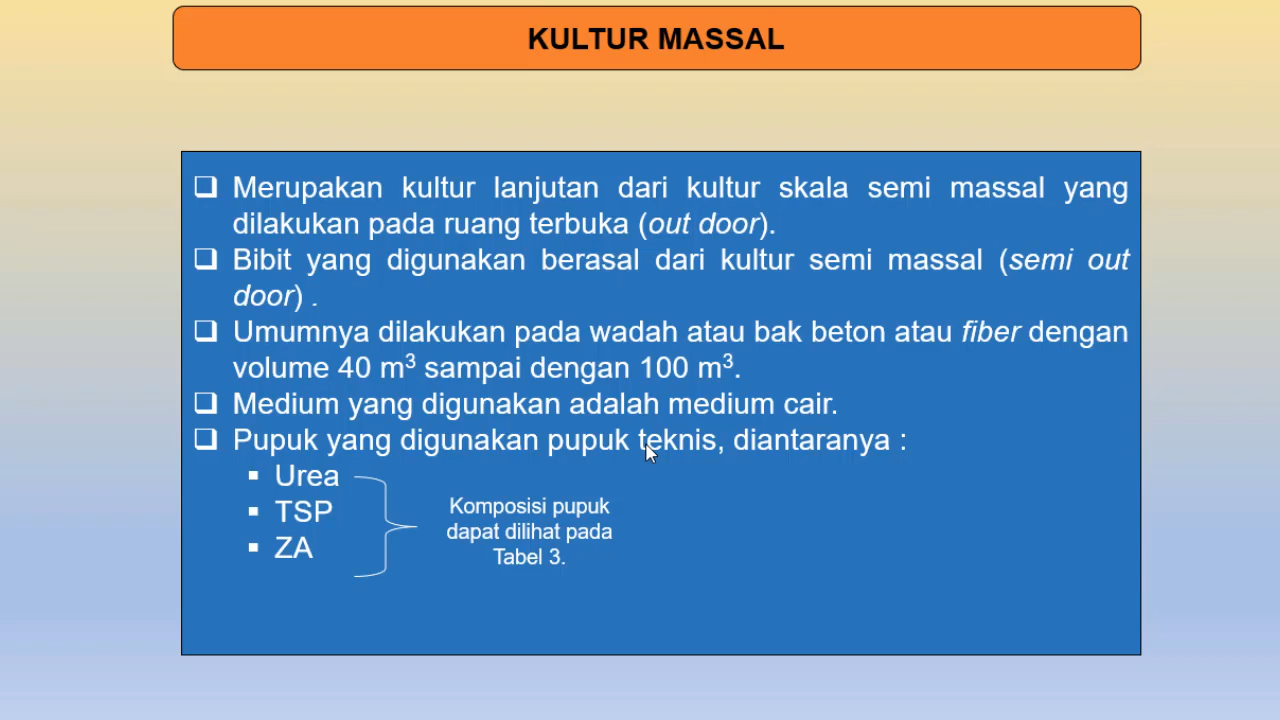 KULTUR MASSAL
❑ Merupakan kultur lanjutan dari kultur skala semi massal yang
dilakukan pada ruang terbuka (out door).
❑ Bibit yang digunakan berasal dari kultur semi massal (semi out
door) .
❑ Umumnya dilakukan pada wadah atau bak beton atau fiber dengan
volume 40 m³ sampai dengan 100 m³.
❑ Medium yang digunakan adalah medium cair.
❑ Pupuk yang digunakan pupuk teknis, diantaranya :
▪ Urea
▪ TSP
▪ ZA
Komposisi pupuk
dapat dilihat pada
Tabel 3.